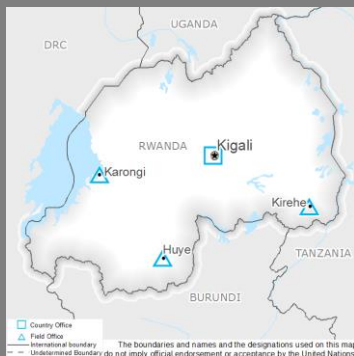 UGANDA
DRC
RWANDA
Kigali
Karongi
Kirehe
TANZANIA
Huye
BURUNDI
Country Office
Field Office
International boundary
Undetermined Boundary
The boundaries and names and the designations used on this map
do not imply official endorsement or acceptance by the United Nations